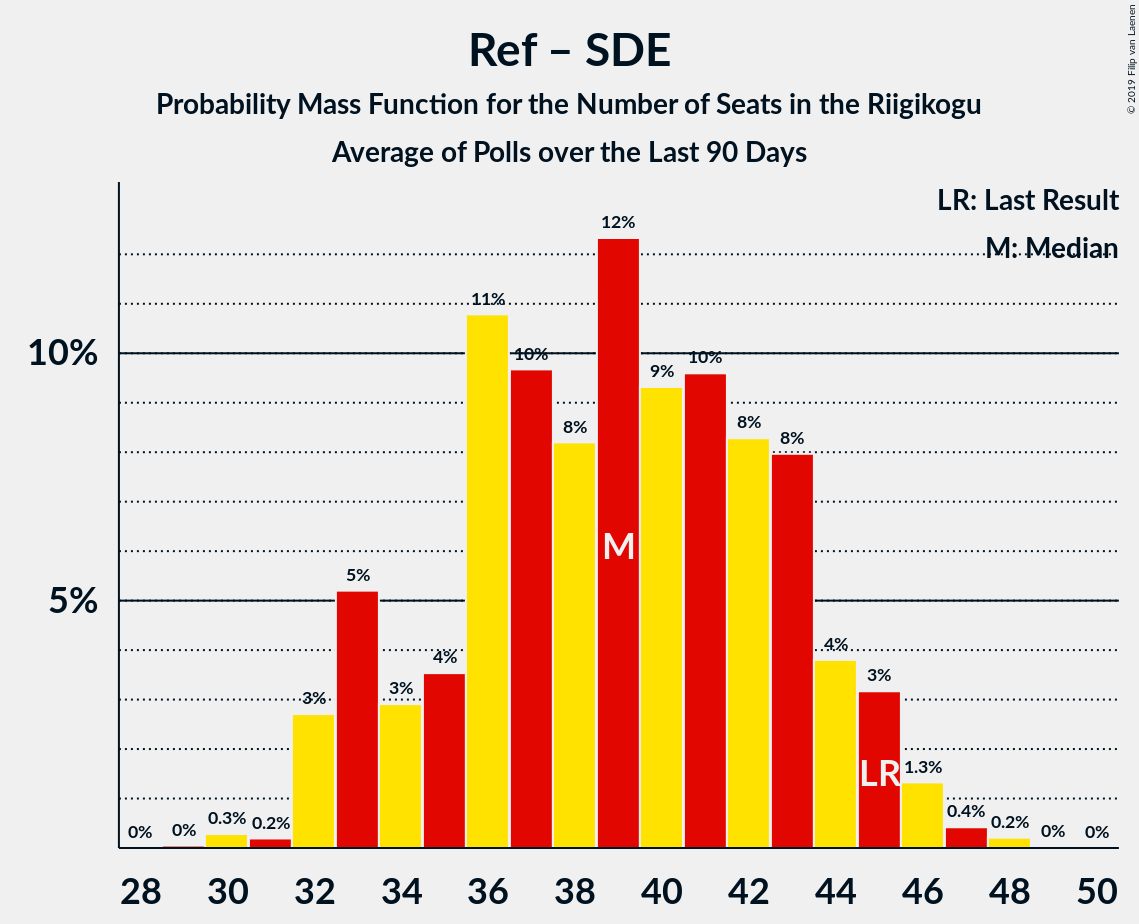 Ref – SDE
Probability Mass Function for the Number of Seats in the Riigikogu
Average of Polls over the Last 90 Days
© 2019 Filip van Laenen
LR: Last Result
M: Median
10%
5%
0%
0%
0.3%
0.2%
3%
5%
3%
4%
11%
10%
8%
12%
9%
10%
8%
8%
4%
3%
1.3%
0.4%
0.2%
0%
0%
M
LR
28 30 32 34 36 38 40 42 44 46 48 50